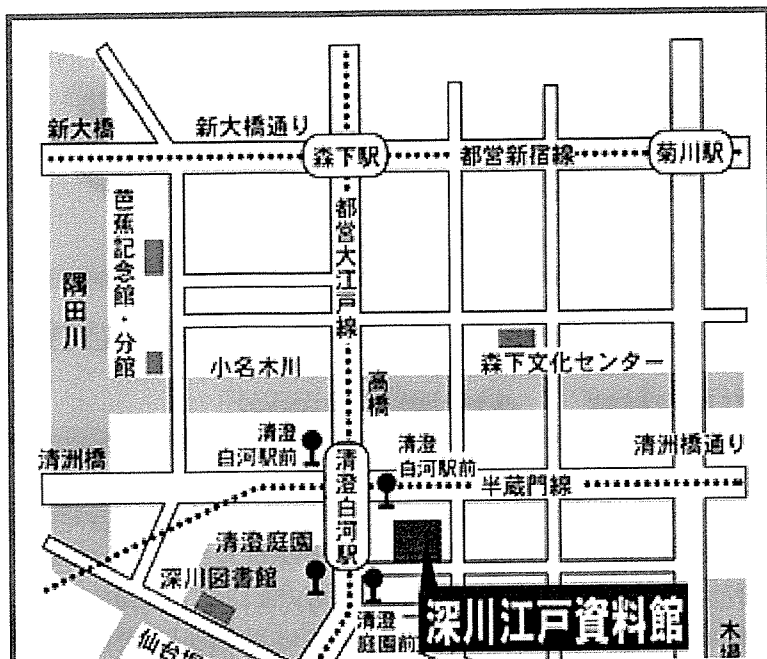 新大橋
新大橋通り
森下駅
都営新宿線
菊川駅
芭蕉記念館・分館
都営大江戸線
隅田川
小名木川
高橋
森下文化センター
清澄
白河駅前
清澄
白河駅前
清洲橋
清洲橋通り
清澄白河駅
半蔵門線
清澄庭園
深川図書館
清澄
庭園前
深川江戸資料館
仙台堀
木場